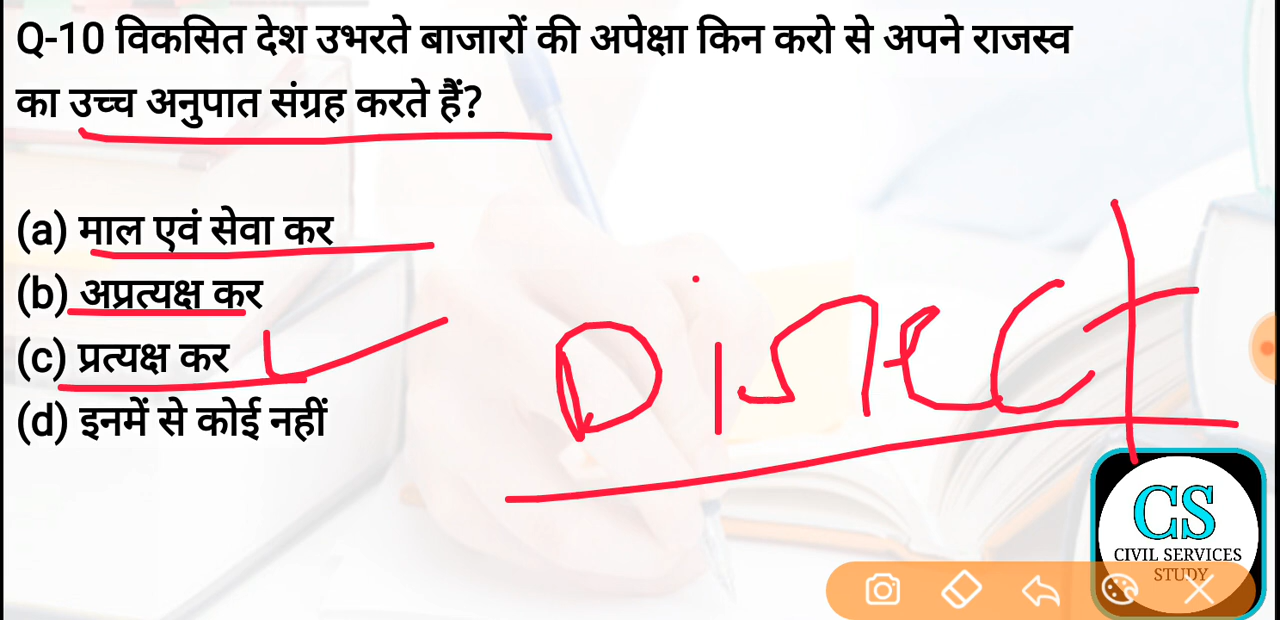 Q-10 विकसित देश उभरते बाजारों की अपेक्षा किन करो से अपने राजस्व
का उच्च अनुपात संग्रह करते हैं?
(a) माल एवं सेवा कर
(b) अप्रत्यक्ष कर
(c) प्रत्यक्ष कर
(d) इनमें से कोई नहीं
Direct
CS
CIVIL SERVICES
STUDY